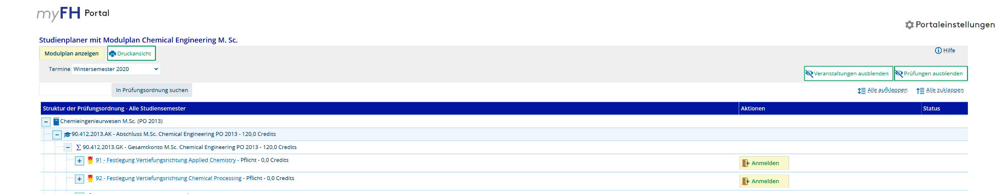 myFH Portal
Portaleinstellungen
Studienplaner mit Modulplan Chemical Engineering M. Sc.
Modulplan anzeigen Druckansicht
Hilfe
Termine Wintersemester 2020
Veranstaltungen ausblenden Prüfungen ausblenden
In Prüfungsordnung suchen
Alle aufklappen Alle zuklappen
Struktur der Prüfungsordnung - Alle Studiensemester Aktionen Status
Chemieingenieurwesen M.Sc. (PO 2013)
90.412.2013.AK - Abschluss M.Sc. Chemical Engineering PO 2013 - 120,0 Credits
Σ 90.412.2013.GK - Gesamtkonto M.Sc. Chemical Engineering PO 2013 - 120,0 Credits
91 - Festlegung Vertiefungsrichtung Applied Chemistry - Pflicht - 0,0 Credits Anmelden
92 - Festlegung Vertiefungsrichtung Chemical Processing - Pflicht - 0,0 Credits Anmelden